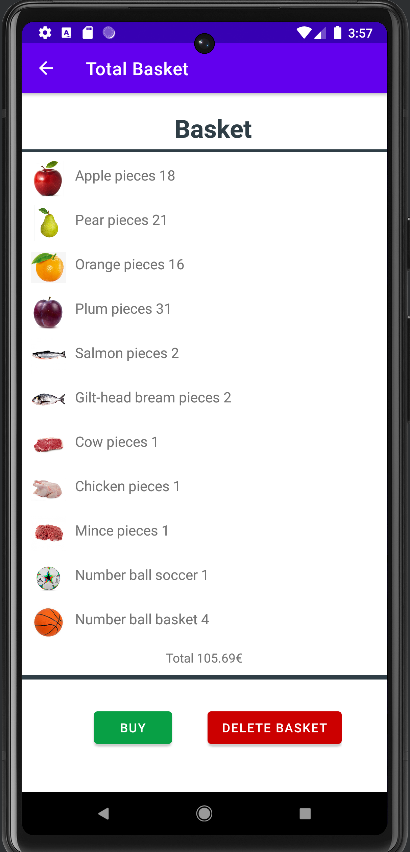 3:57
Total Basket
Basket
Apple pieces 18
Pear pieces 21
Orange pieces 16
Plum pieces 31
Salmon pieces 2
Gilt-head bream pieces 2
Cow pieces 1
Chicken pieces 1
Mince pieces 1
Number ball soccer 1
Number ball basket 4
Total 105.69€
BUY DELETE BASKET